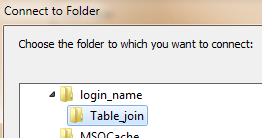 Connect to Folder
Choose the folder to which you want to connect:
login_name
Table_join
MSOCache